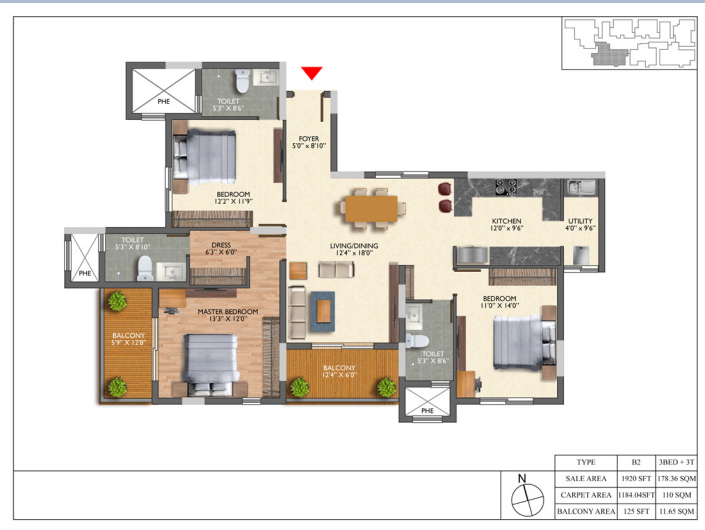 PHE
TOILET
5'3" X 8'6"
FOYER
5'0" x 8'10"
BEDROOM
12'2" X 11'9"
KITCHEN
12'0" x 9'6"
UTILITY
4'0" x 9'6"
TOILET
5'3" X 8'10"
DRESS
6'3" X 6'0"
LIVING/DINING
12'4" x 18'0"
PHE
MASTER BEDROOM
13'3" X 12'0"
BEDROOM
11'0" X 14'0"
BALCONY
5'9" X 12'8"
TOILET
5'3" X 8'6"
BALCONY
12'4" X 6'0"
PHE
N
TYPE B2 3BED + 3T
SALE AREA 1920 SFT 178.36 SQM
CARPET AREA 1184.04SFT 110 SQM
BALCONY AREA 125 SFT 11.65 SQM